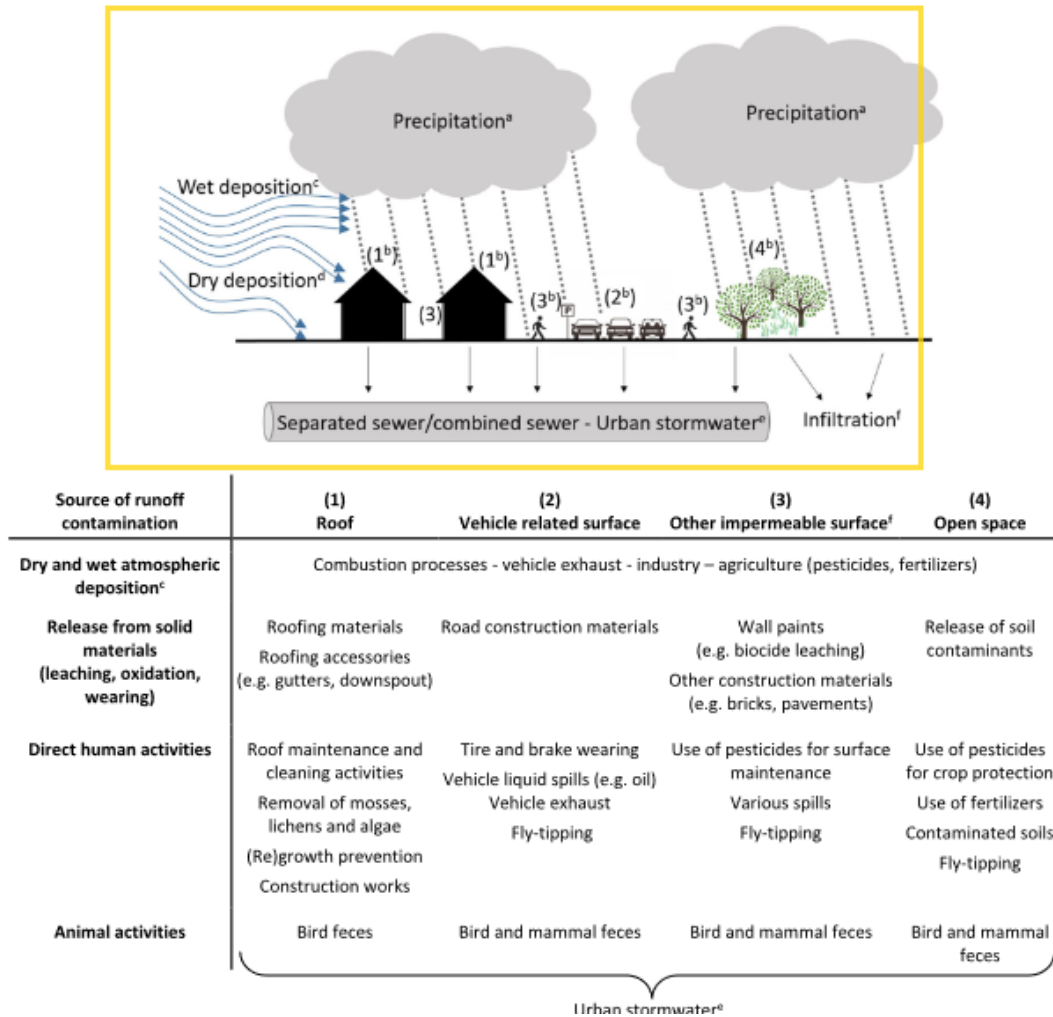 Precipitationᵃ
Precipitationᵃ
Wet depositionᶜ
(4ᵇ)
(1ᵇ)
(1ᵇ)
Dry depositionᵈ
(3)
(3ᵇ)
P
(2ᵇ)
(3ᵇ)
Separated sewer/combined sewer - Urban stormwaterᵉ
Infiltrationᶠ
Source of runoff contamination
(1) Roof
(2) Vehicle related surface
(3) Other impermeable surfaceᶠ
(4) Open space
Dry and wet atmospheric depositionᶜ
Combustion processes - vehicle exhaust - industry – agriculture (pesticides, fertilizers)
Release from solid materials (leaching, oxidation, wearing)
Roofing materials
Roofing accessories
(e.g. gutters, downspout)
Road construction materials
Wall paints
(e.g. biocide leaching)
Other construction materials
(e.g. bricks, pavements)
Release of soil
contaminants
Direct human activities
Roof maintenance and
cleaning activities
Removal of mosses,
lichens and algae
(Re)growth prevention
Construction works
Tire and brake wearing
Vehicle liquid spills (e.g. oil)
Vehicle exhaust
Fly-tipping
Use of pesticides for surface
maintenance
Various spills
Fly-tipping
Use of pesticides
for crop protection
Use of fertilizers
Contaminated soils
Fly-tipping
Animal activities
Bird feces
Bird and mammal feces
Bird and mammal feces
Bird and mammal
feces
Urban stormwaterᵉ